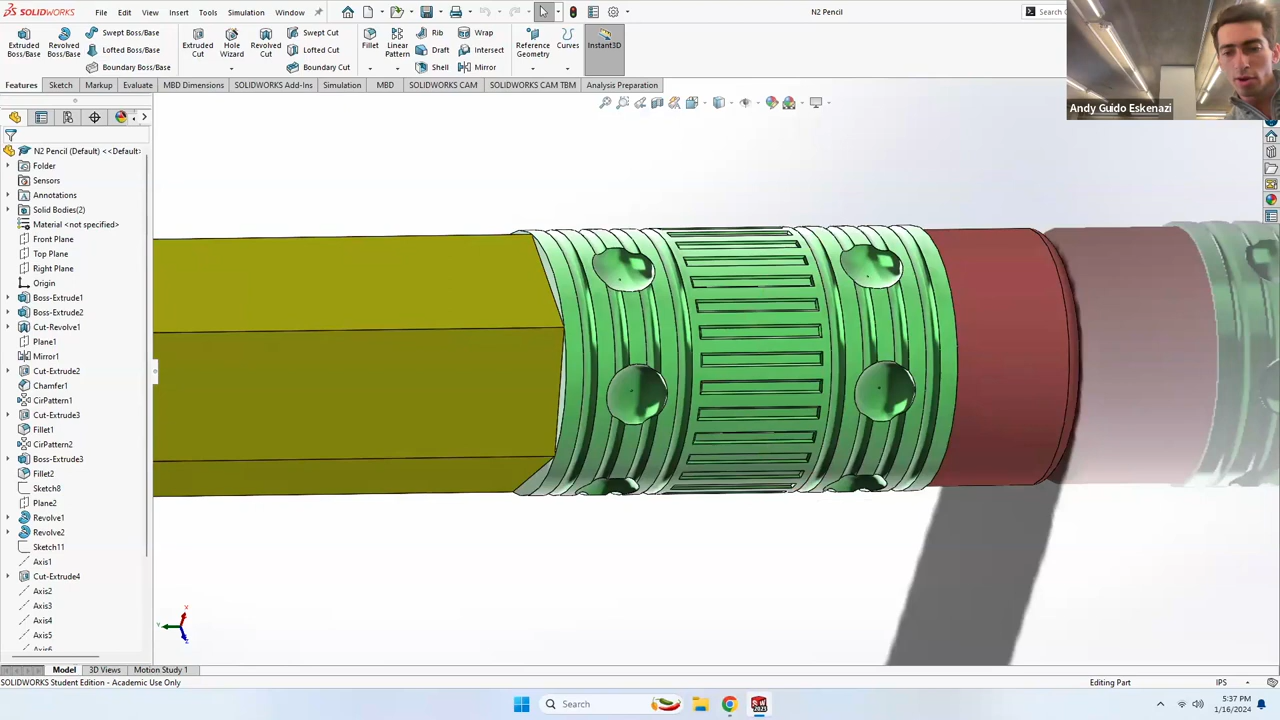 SOLIDWORKS
File
Edit
View
Insert
Tools
Simulation
Window
N2 Pencil
Search
Extruded Boss/Base
Revolved Boss/Base
Swept Boss/Base
Lofted Boss/Base
Boundary Boss/Base
Extruded Cut
Hole Wizard
Revolved Cut
Swept Cut
Lofted Cut
Boundary Cut
Fillet
Linear Pattern
Rib
Draft
Shell
Wrap
Intersect
Mirror
Reference Geometry
Curves
Instant3D
Features
Sketch
Markup
Evaluate
MBD Dimensions
SOLIDWORKS Add-Ins
Simulation
MBD
SOLIDWORKS CAM
SOLIDWORKS CAM TBM
Analysis Preparation
Andy Guido Eskenazi
N2 Pencil (Default) <<Default>
Folder
Sensors
Annotations
Solid Bodies(2)
Material <not specified>
Front Plane
Top Plane
Right Plane
Origin
Boss-Extrude1
Boss-Extrude2
Cut-Revolve1
Plane1
Mirror1
Cut-Extrude2
Chamfer1
CirPattern1
Cut-Extrude3
Fillet1
CirPattern2
Boss-Extrude3
Fillet2
Sketch8
Plane2
Revolve1
Revolve2
Sketch11
Axis1
Cut-Extrude4
Axis2
Axis3
Axis4
Axis5
Axis6
X
Y
Z
Model
3D Views
Motion Study 1
SOLIDWORKS Student Edition - Academic Use Only
Editing Part
IPS
Search
5:37 PM
1/16/2024